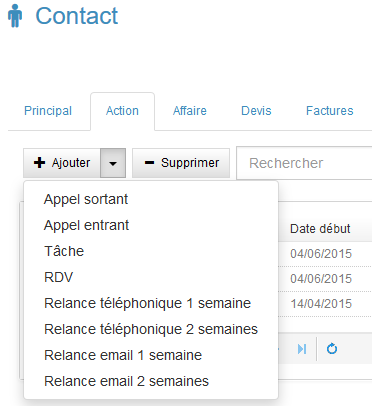 Contact
Principal Action Affaire Devis Factures
Ajouter Supprimer Rechercher
Appel sortant
Date début
Appel entrant
04/06/2015
Tâche
RDV
04/06/2015
Relance téléphonique 1 semaine
14/04/2015
Relance téléphonique 2 semaines
Relance email 1 semaine
Relance email 2 semaines